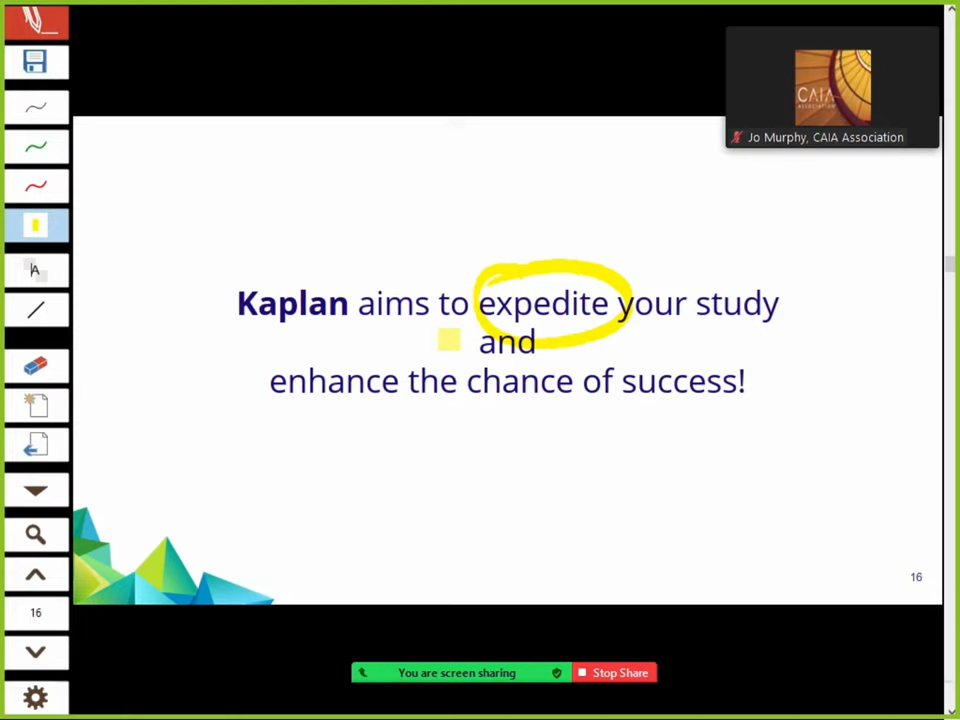 CAIA
ASSOCIATION
Jo Murphy, CAIA Association
A
Kaplan aims to expedite your study
and
enhance the chance of success!
16
16
You are screen sharing
Stop Share